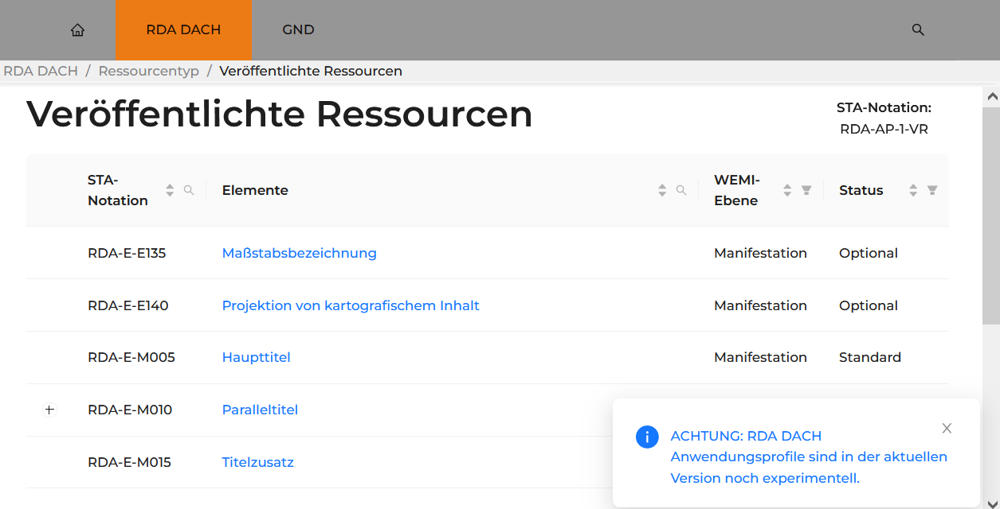 RDA DACH GND
RDA DACH / Ressourcentyp / Veröffentlichte Ressourcen
Veröffentlichte Ressourcen
STA-Notation:
RDA-AP-1-VR
STA-
Notation
Elemente
WEMI-
Ebene
Status
RDA-E-E135 Maßstabsbezeichnung Manifestation Optional
RDA-E-E140 Projektion von kartografischem Inhalt Manifestation Optional
RDA-E-M005 Haupttitel Manifestation Standard
RDA-E-M010 Paralleltitel
RDA-E-M015 Titelzusatz
ACHTUNG: RDA DACH
Anwendungsprofile sind in der aktuellen
Version noch experimentell.